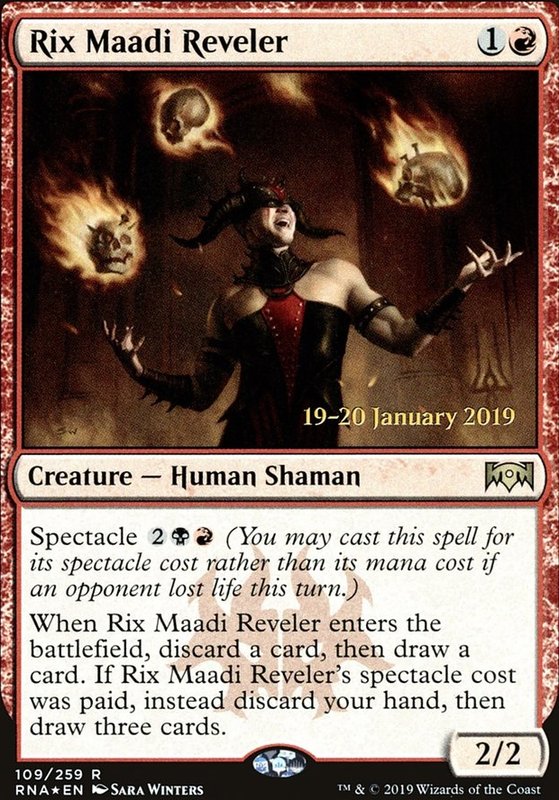 Rix Maadi Reveler 1
SW
19–20 January 2019
Creature — Human Shaman
Spectacle 2 (You may cast this spell for
its spectacle cost rather than its mana cost if
an opponent lost life this turn.)
When Rix Maadi Reveler enters the
battlefield, discard a card, then draw a
card. If Rix Maadi Reveler's spectacle cost
was paid, instead discard your hand, then
draw three cards.
2/2
109/259 R
RNA★EN Sara Winters
™ & © 2019 Wizards of the Coast